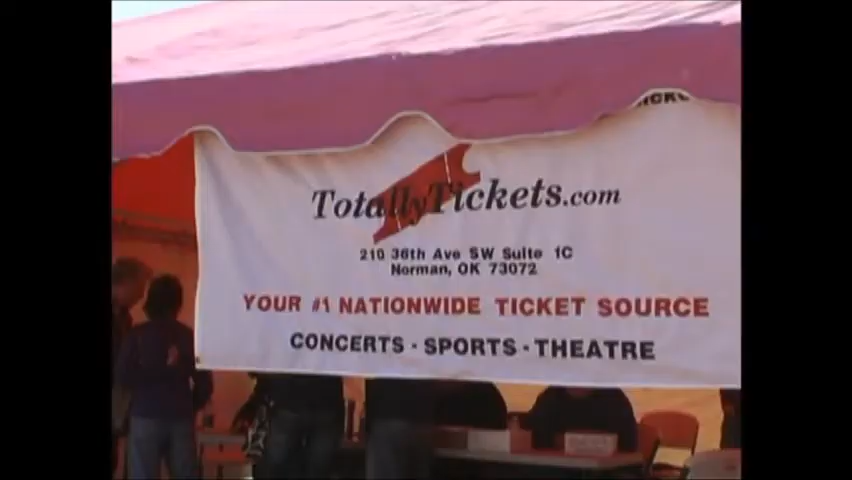 TotallyTickets.com
210 36th Ave SW Suite 1C
Norman, OK 73072
YOUR #1 NATIONWIDE TICKET SOURCE
CONCERTS · SPORTS · THEATRE